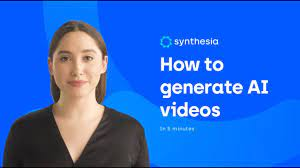 synthesia
How to
generate AI
videos
In 5 minutes